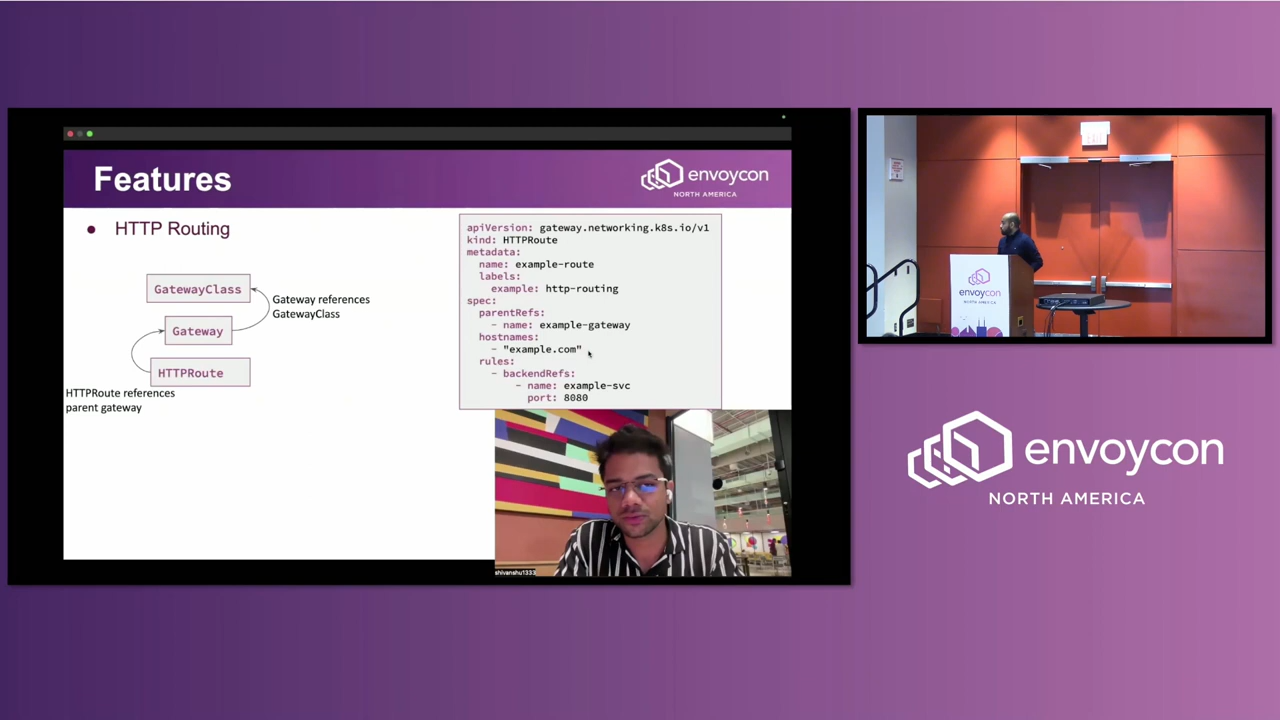 Features
envoycon
NORTH AMERICA
● HTTP Routing
GatewayClass
Gateway references
GatewayClass
Gateway
HTTPRoute
HTTPRoute references
parent gateway
apiVersion: gateway.networking.k8s.io/v1
kind: HTTPRoute
metadata:
name: example-route
labels:
example: http-routing
spec:
parentRefs:
- name: example-gateway
hostnames:
- "example.com"
rules:
- backendRefs:
- name: example-svc
port: 8080
shivanshu1333
EXIT
envoycon
NORTH AMERICA
envoycon
NORTH AMERICA